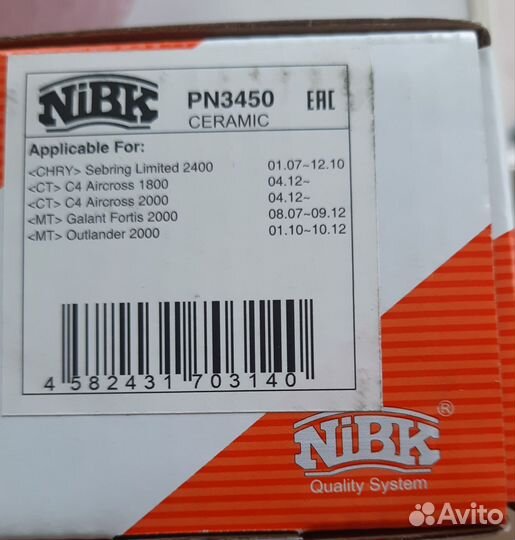 NiBK
PN3450 EAC
CERAMIC
Applicable For:
<CHRY> Sebring Limited 2400 01.07~12.10
<CT> C4 Aircross 1800 04.12~
<CT> C4 Aircross 2000 04.12~
<MT> Galant Fortis 2000 08.07~09.12
<MT> Outlander 2000 01.10~10.12
4 582431 703140
NiBK ®
Quality System
Avito